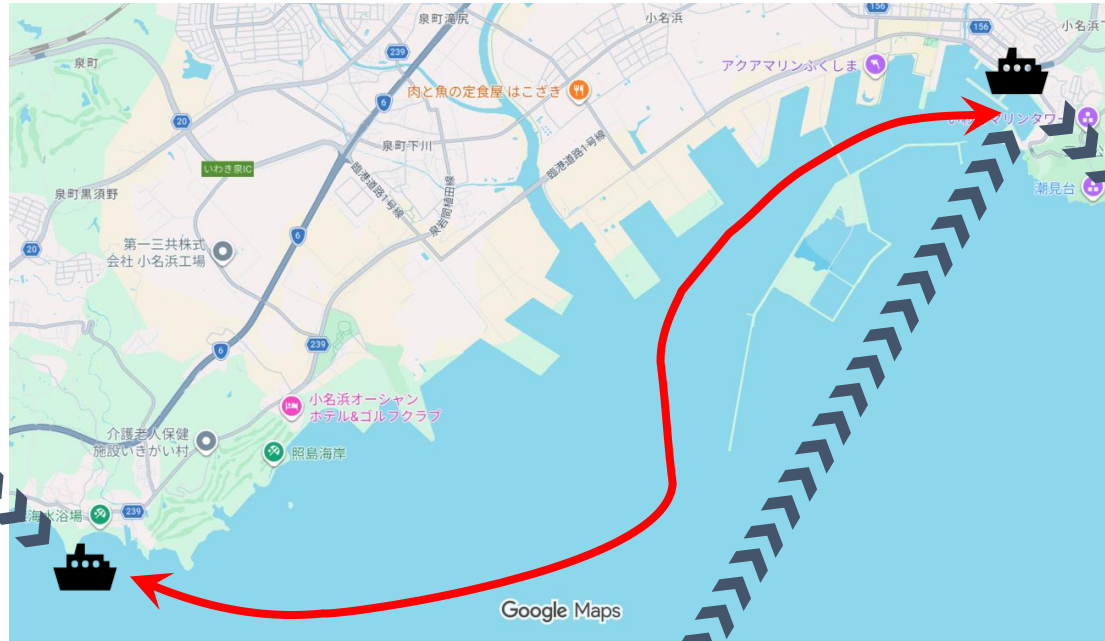 泉町滝尻
小名浜
156
156
小名浜
239
泉町
アクアマリンふくしま
肉と魚の定食屋 はこざき
6
20
マリンタワー
泉町下川
臨港道路1号線
臨港道路1号線
いわき泉IC
泉岩間植田線
泉町黒須野
潮見台
6
20
第一三共株式
会社 小名浜工場
239
6
小名浜オーシャン
ホテル&ゴルフクラブ
介護老人保健
施設いきがい村
照島海岸
海水浴場
239
Google Maps